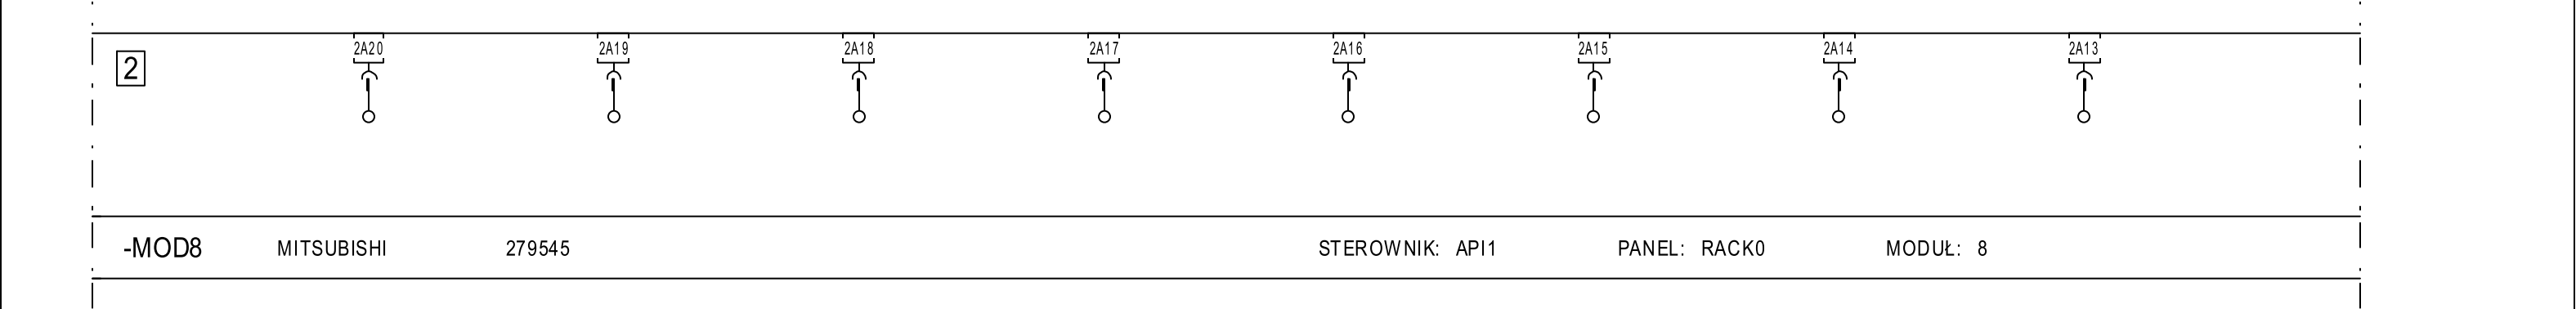 2A20 2A19 2A18 2A17 2A16 2A15 2A14 2A13
2
-MOD8 MITSUBISHI 279545 STEROWNIK: API1 PANEL: RACK0 MODUŁ: 8